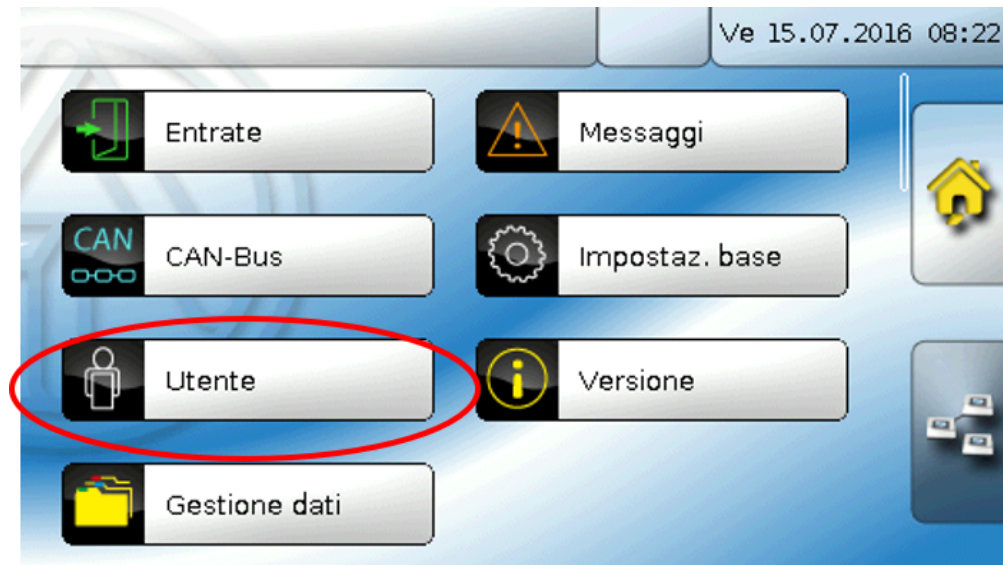 Ve 15.07.2016 08:22
Entrate
Messaggi
CAN
CAN-Bus
Impostaz. base
Utente
Versione
Gestione dati